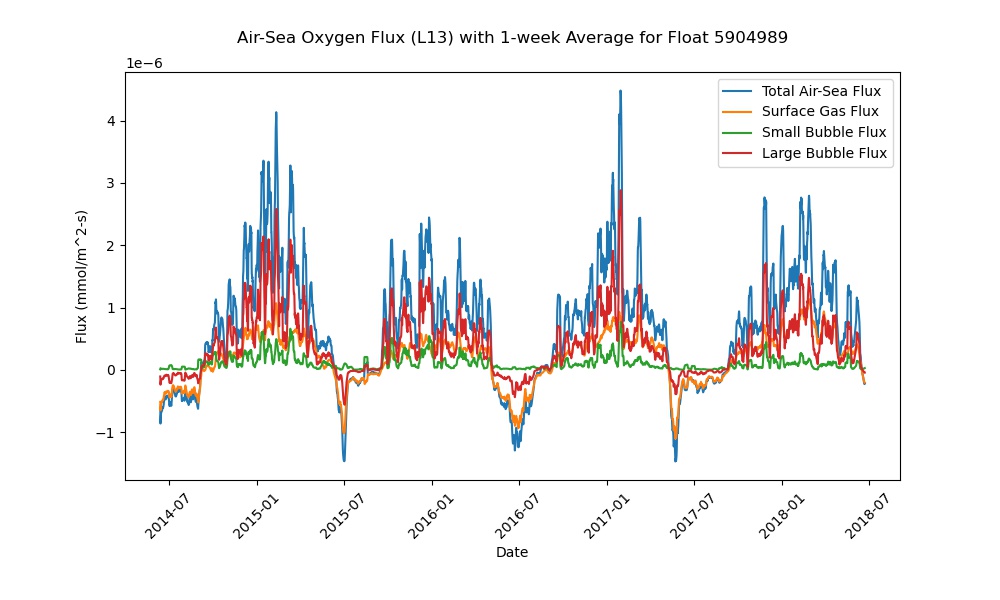 Air-Sea Oxygen Flux (L13) with 1-week Average for Float 5904989
1e−6
Total Air-Sea Flux
Surface Gas Flux
Small Bubble Flux
Large Bubble Flux
4
3
2
1
0
−1
Flux (mmol/m^2-s)
2014-07
2015-01
2015-07
2016-01
2016-07
2017-01
2017-07
2018-01
2018-07
Date